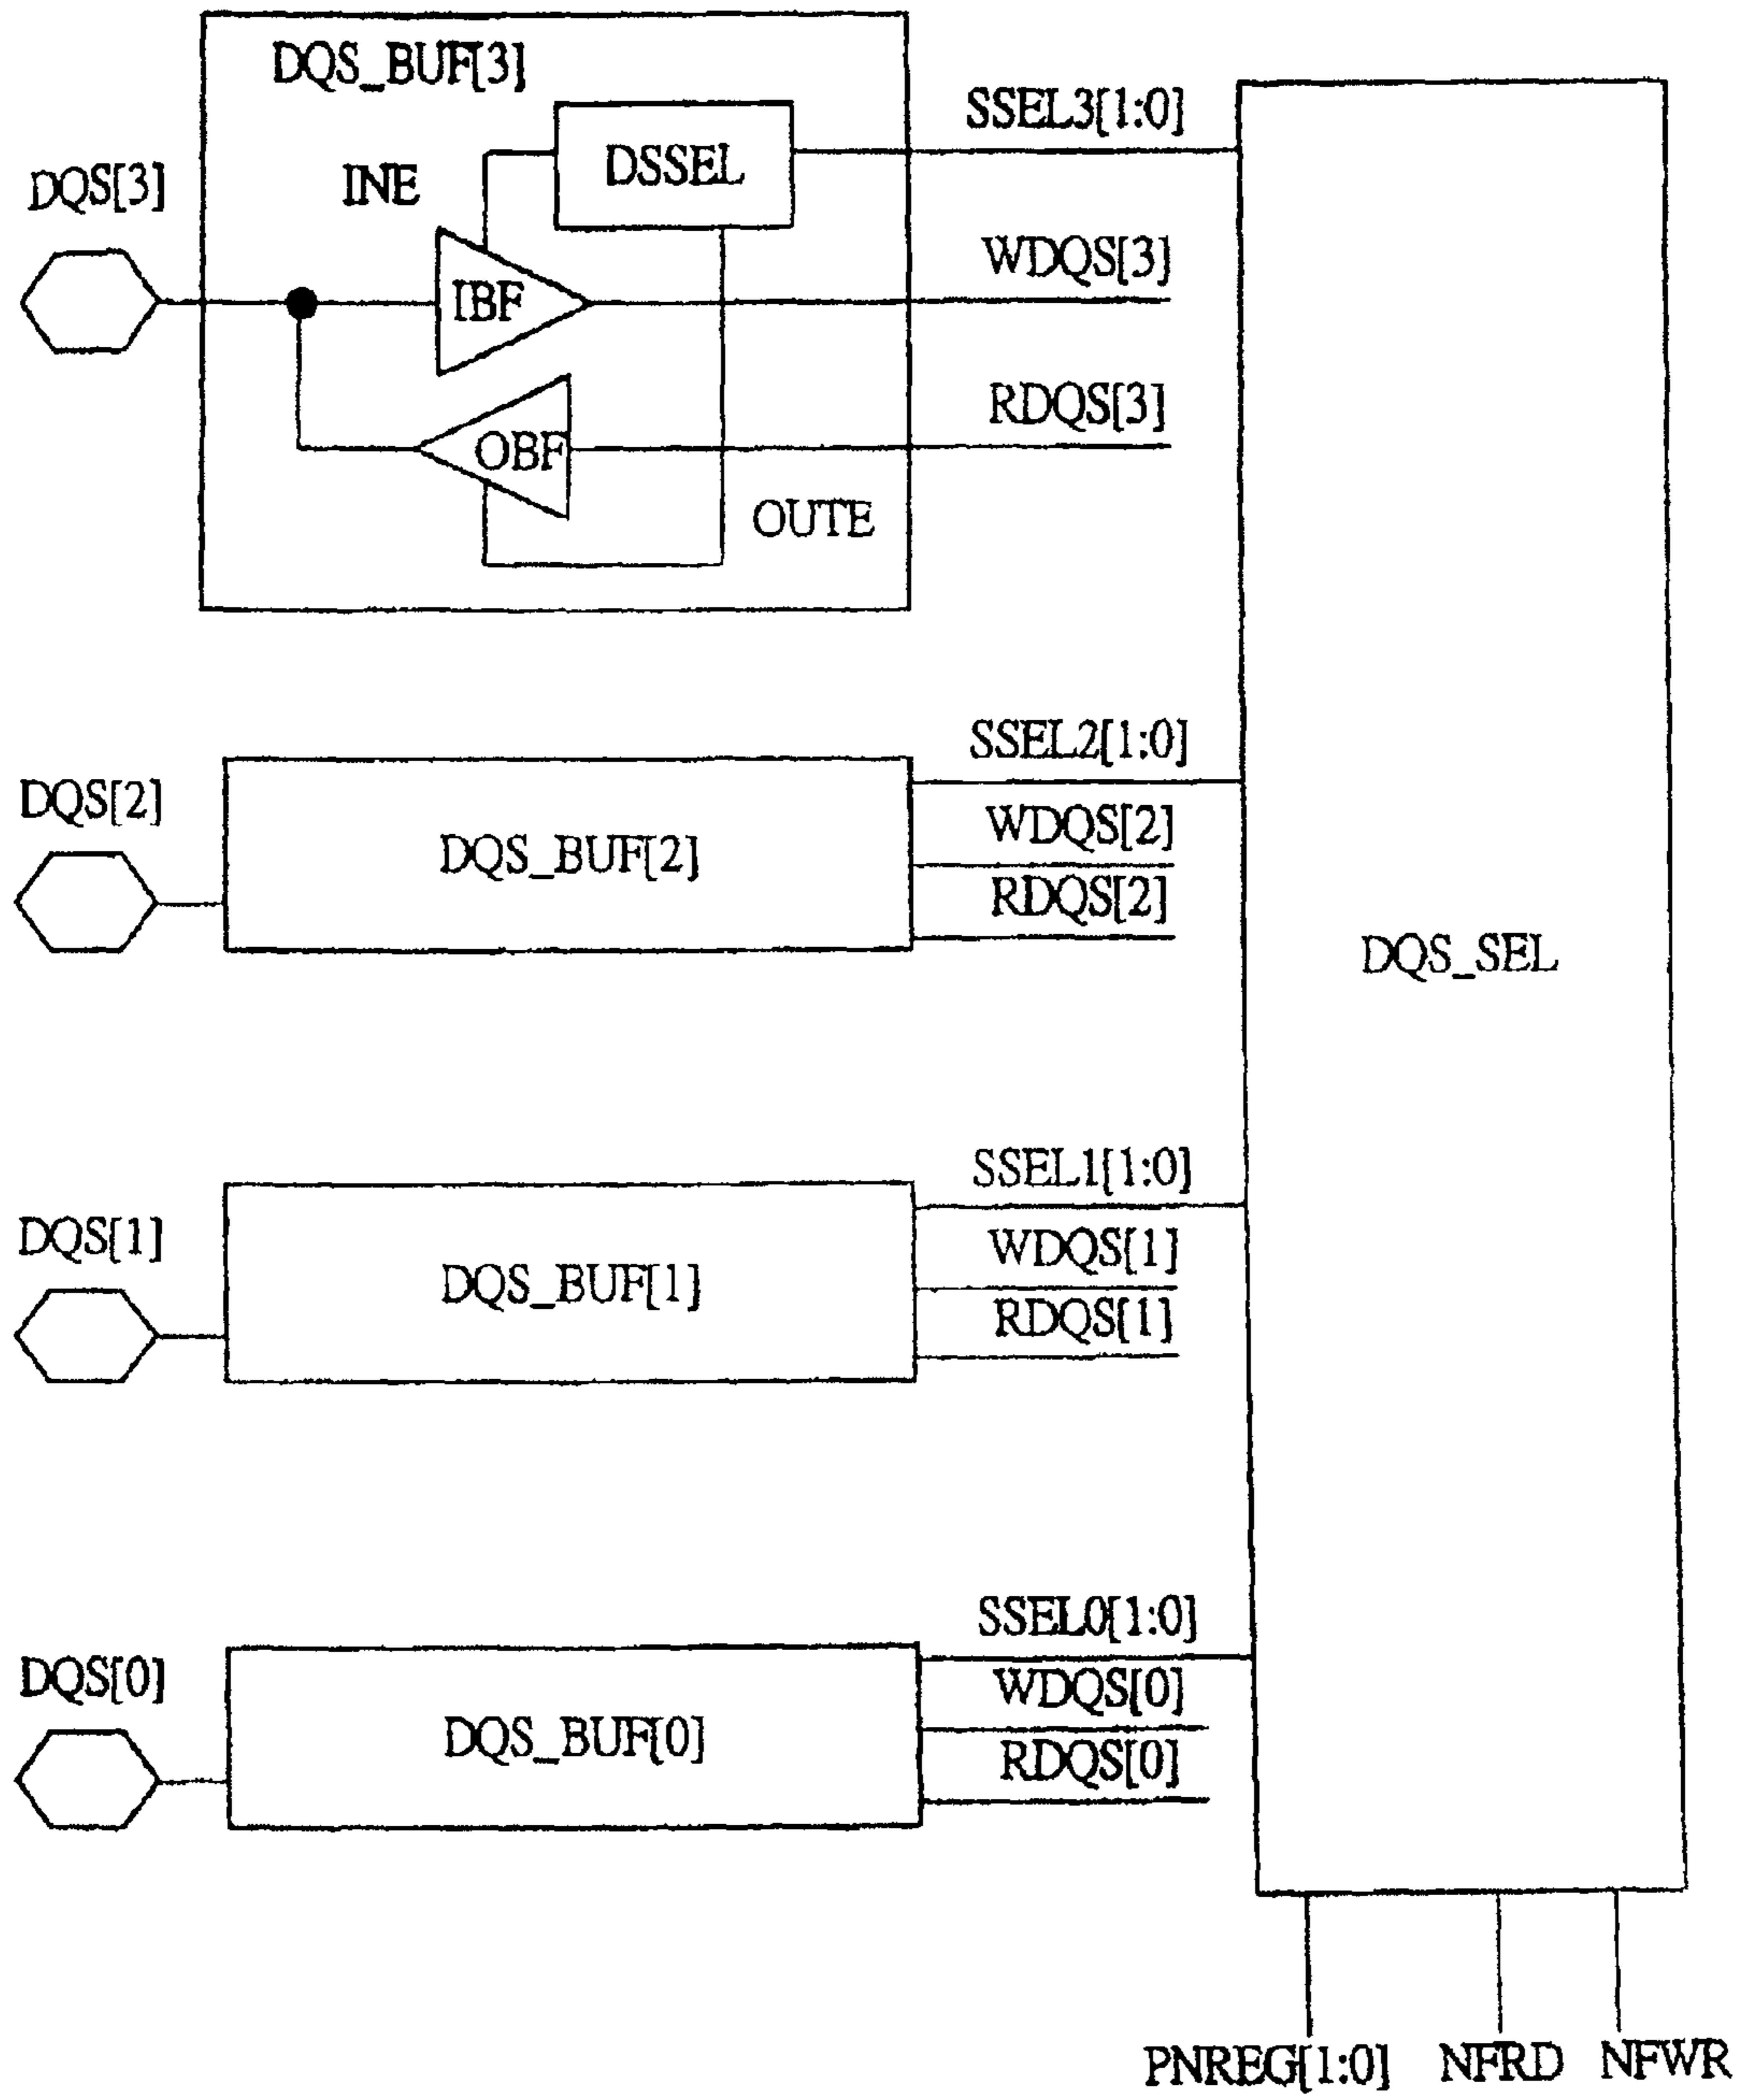 DQS_BUF[3]
SSEL3[1:0]
DSSEL
INE
DQS[3]
WDQS[3]
IBF
RDQS[3]
OBF
OUTE
SSEL2[1:0]
DQS[2]
WDQS[2]
DQS_BUF[2]
RDQS[2]
DQS_SEL
SSEL1[1:0]
DQS[1]
WDQS[1]
DQS_BUF[1]
RDQS[1]
SSEL0[1:0]
DQS[0]
WDQS[0]
DQS_BUF[0]
RDQS[0]
PNREG[1:0]
NFRD
NFWR